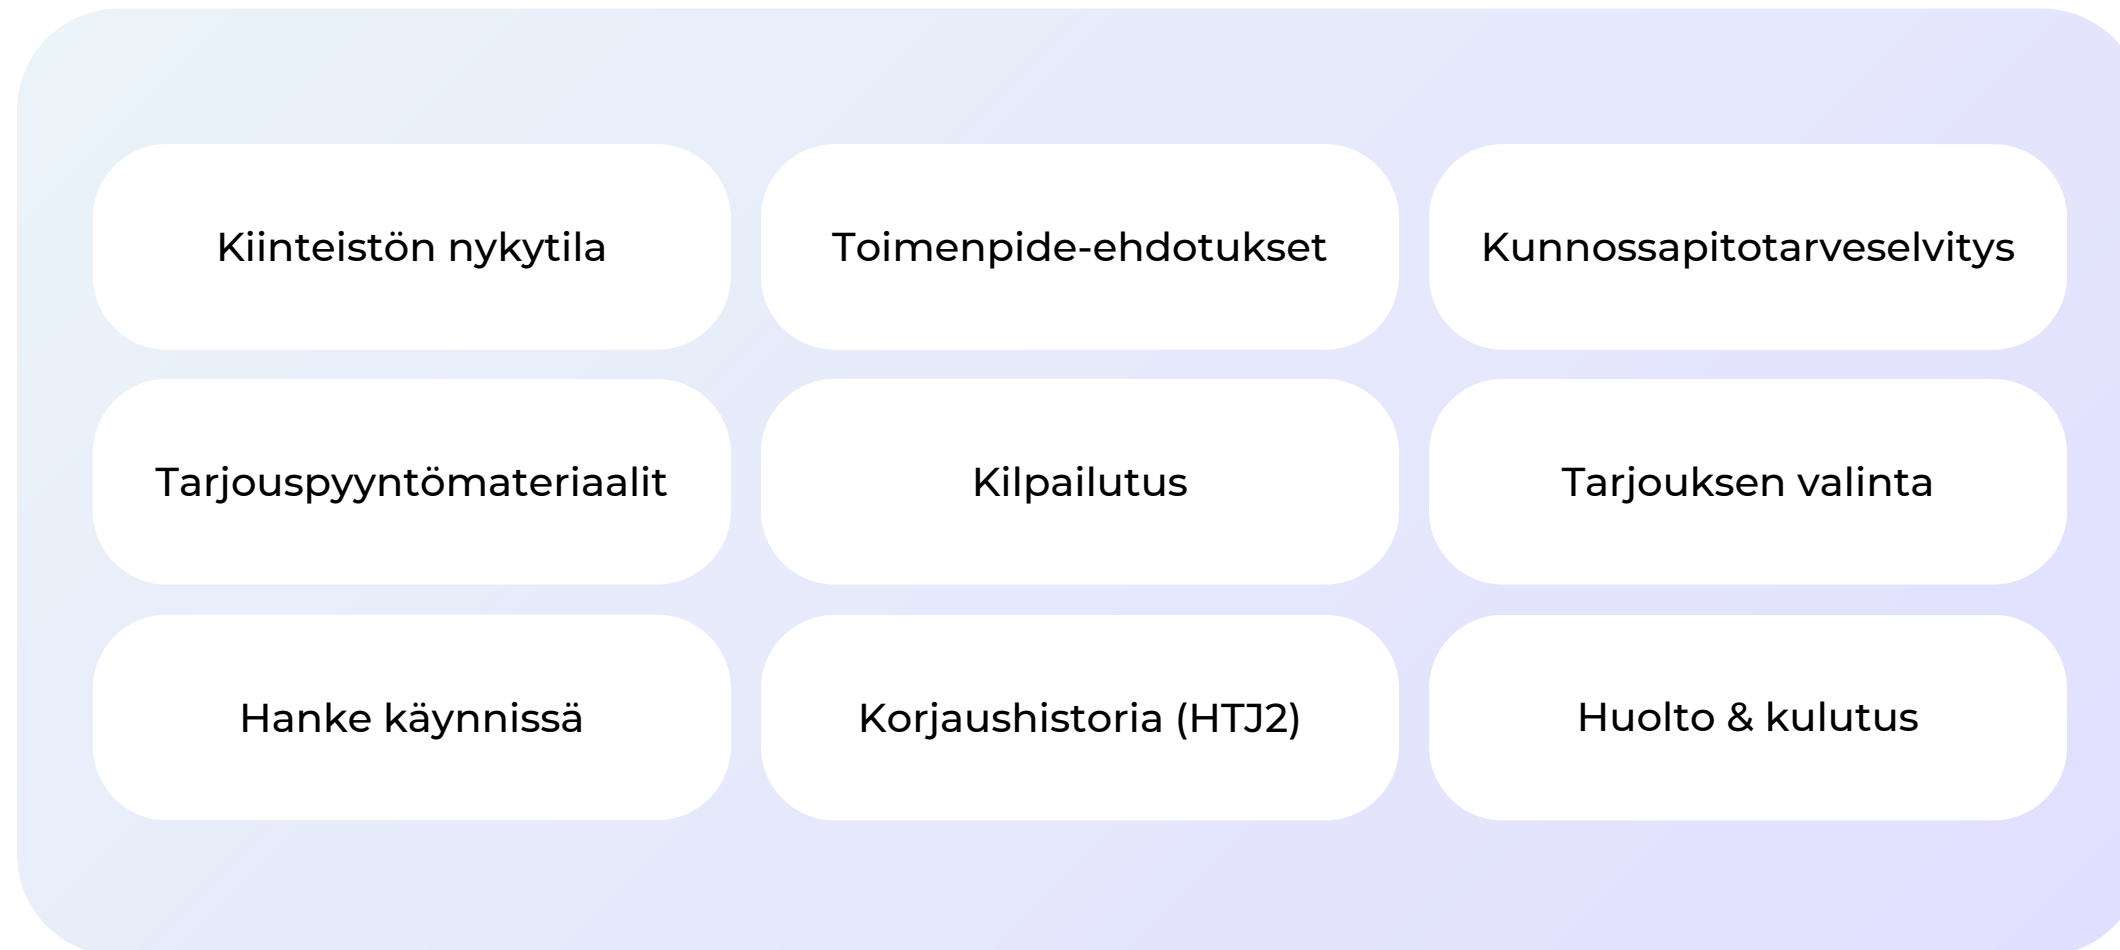 Kiinteistön nykytila
Toimenpide-ehdotukset
Kunnossapitotarveselvitys
Tarjouspyyntömateriaalit
Kilpailutus
Tarjouksen valinta
Hanke käynnissä
Korjaushistoria (HTJ2)
Huolto & kulutus